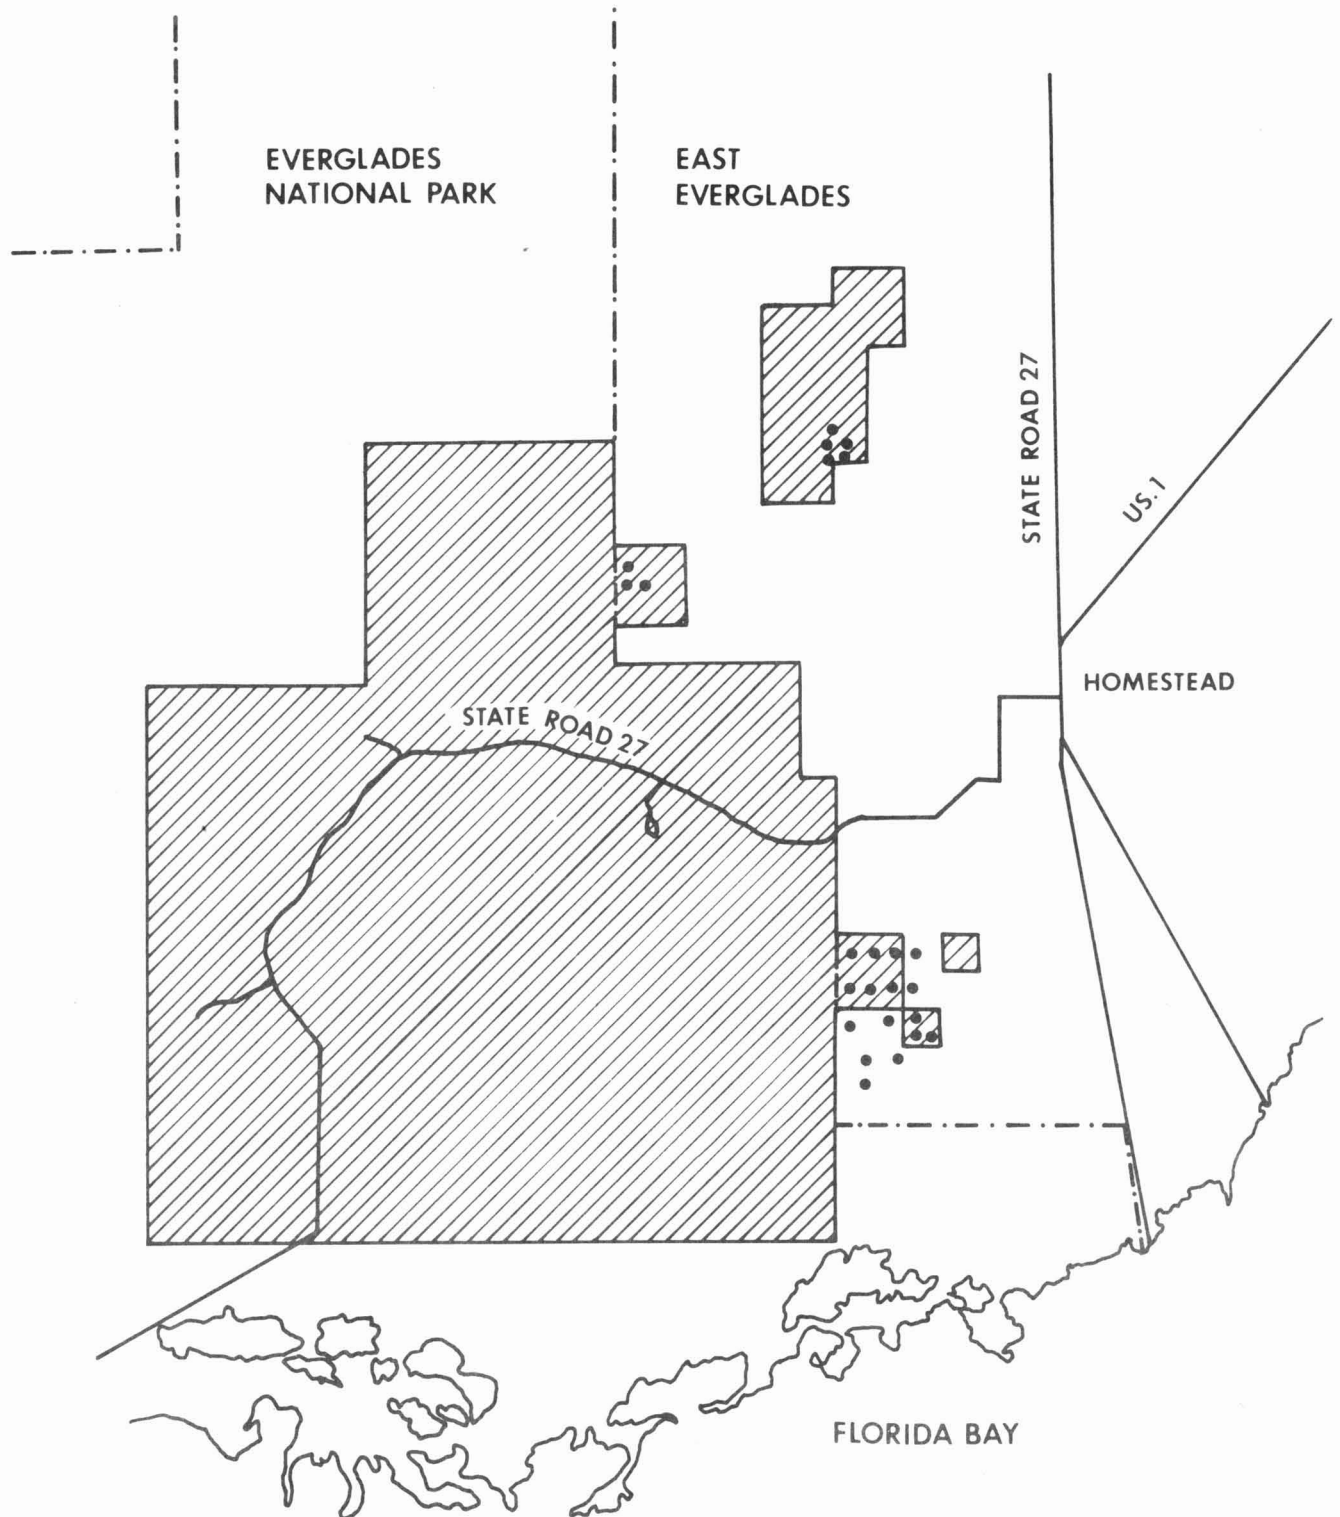 EVERGLADES
NATIONAL PARK
EAST
EVERGLADES
STATE ROAD 27
US. 1
HOMESTEAD
STATE ROAD 27
FLORIDA BAY